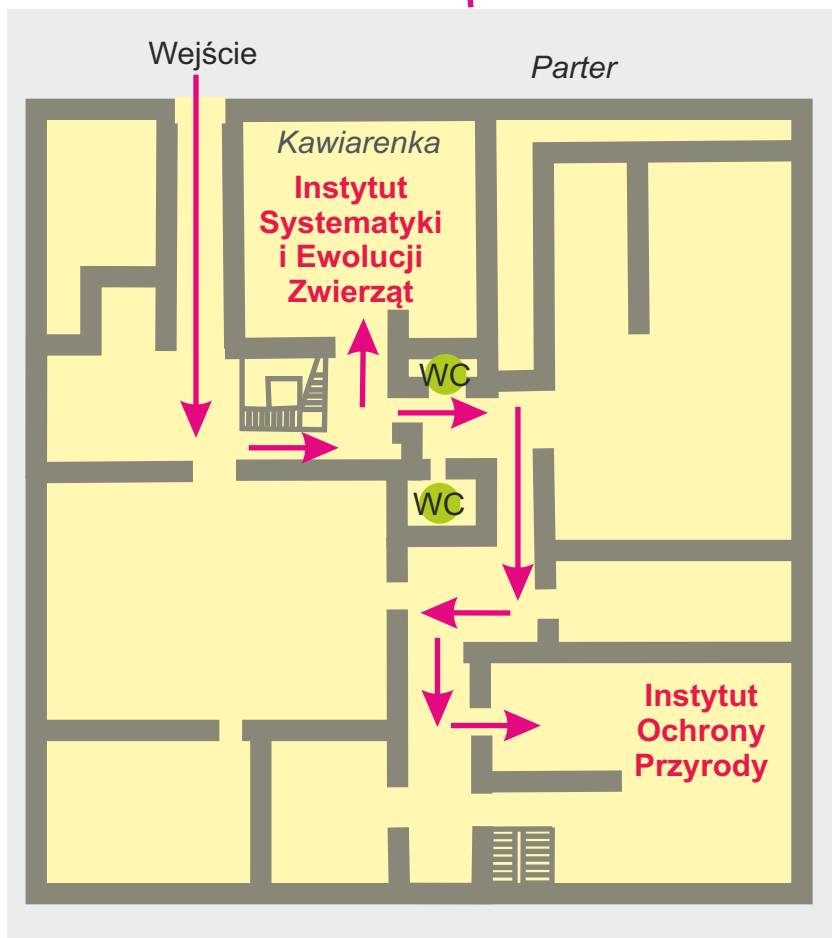 Wejście
Parter
Kawiarenka
Instytut
Systematyki
i Ewolucji
Zwierząt
WC
WC
Instytut
Ochrony
Przyrody